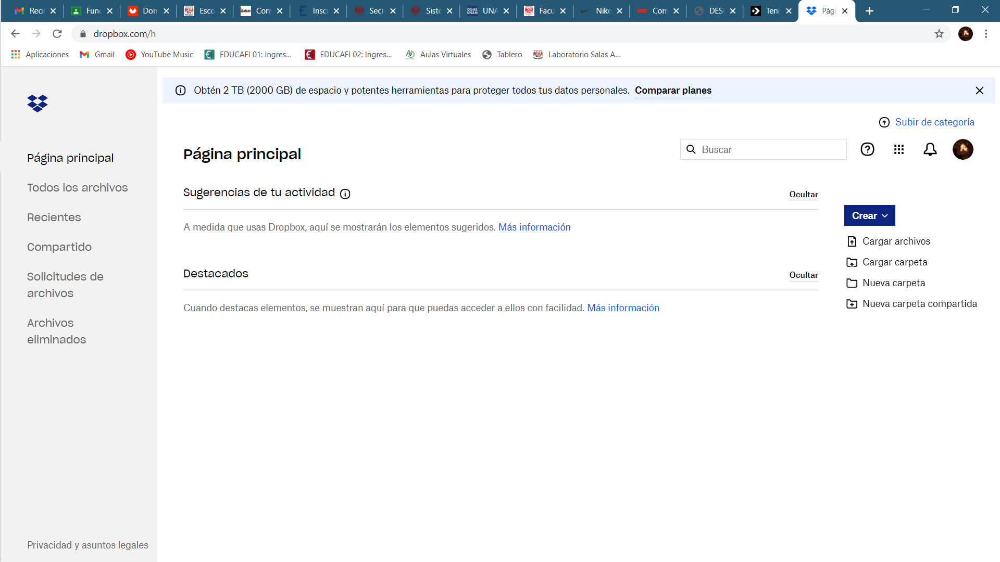 Reci
Func
Dom
Esco
Con
Inscr
Secr
Siste
DGAE UNAM
UNA
Facu
Nike
Com
DES
Teni
Pági
dropbox.com/h
Aplicaciones
Gmail
YouTube Music
EDUCAFI 01: Ingres...
EDUCAFI 02: Ingres...
Aulas Virtuales
Tablero
Laboratorio Salas A...
Obtén 2 TB (2000 GB) de espacio y potentes herramientas para proteger todos tus datos personales. Comparar planes
Subir de categoría
Página principal
Buscar
Página principal
Todos los archivos
Recientes
Compartido
Solicitudes de
archivos
Archivos
eliminados
Privacidad y asuntos legales
Sugerencias de tu actividad
Ocultar
A medida que usas Dropbox, aquí se mostrarán los elementos sugeridos. Más información
Destacados
Ocultar
Cuando destacas elementos, se muestran aquí para que puedas acceder a ellos con facilidad. Más información
Crear
Cargar archivos
Cargar carpeta
Nueva carpeta
Nueva carpeta compartida